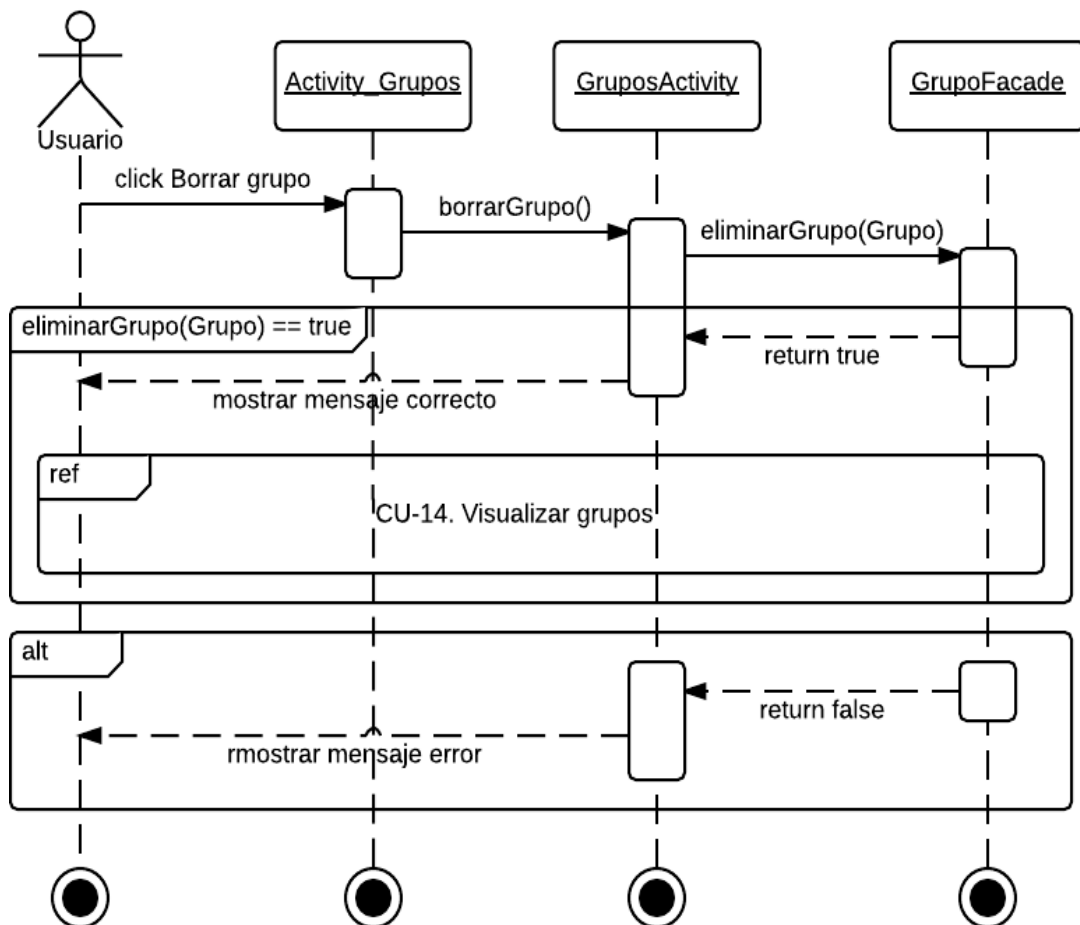 Usuario
Activity_Grupos
GruposActivity
GrupoFacade
click Borrar grupo
borrarGrupo()
eliminarGrupo(Grupo)
eliminarGrupo(Grupo) == true
return true
mostrar mensaje correcto
ref
CU-14. Visualizar grupos
alt
return false
rmostrar mensaje error